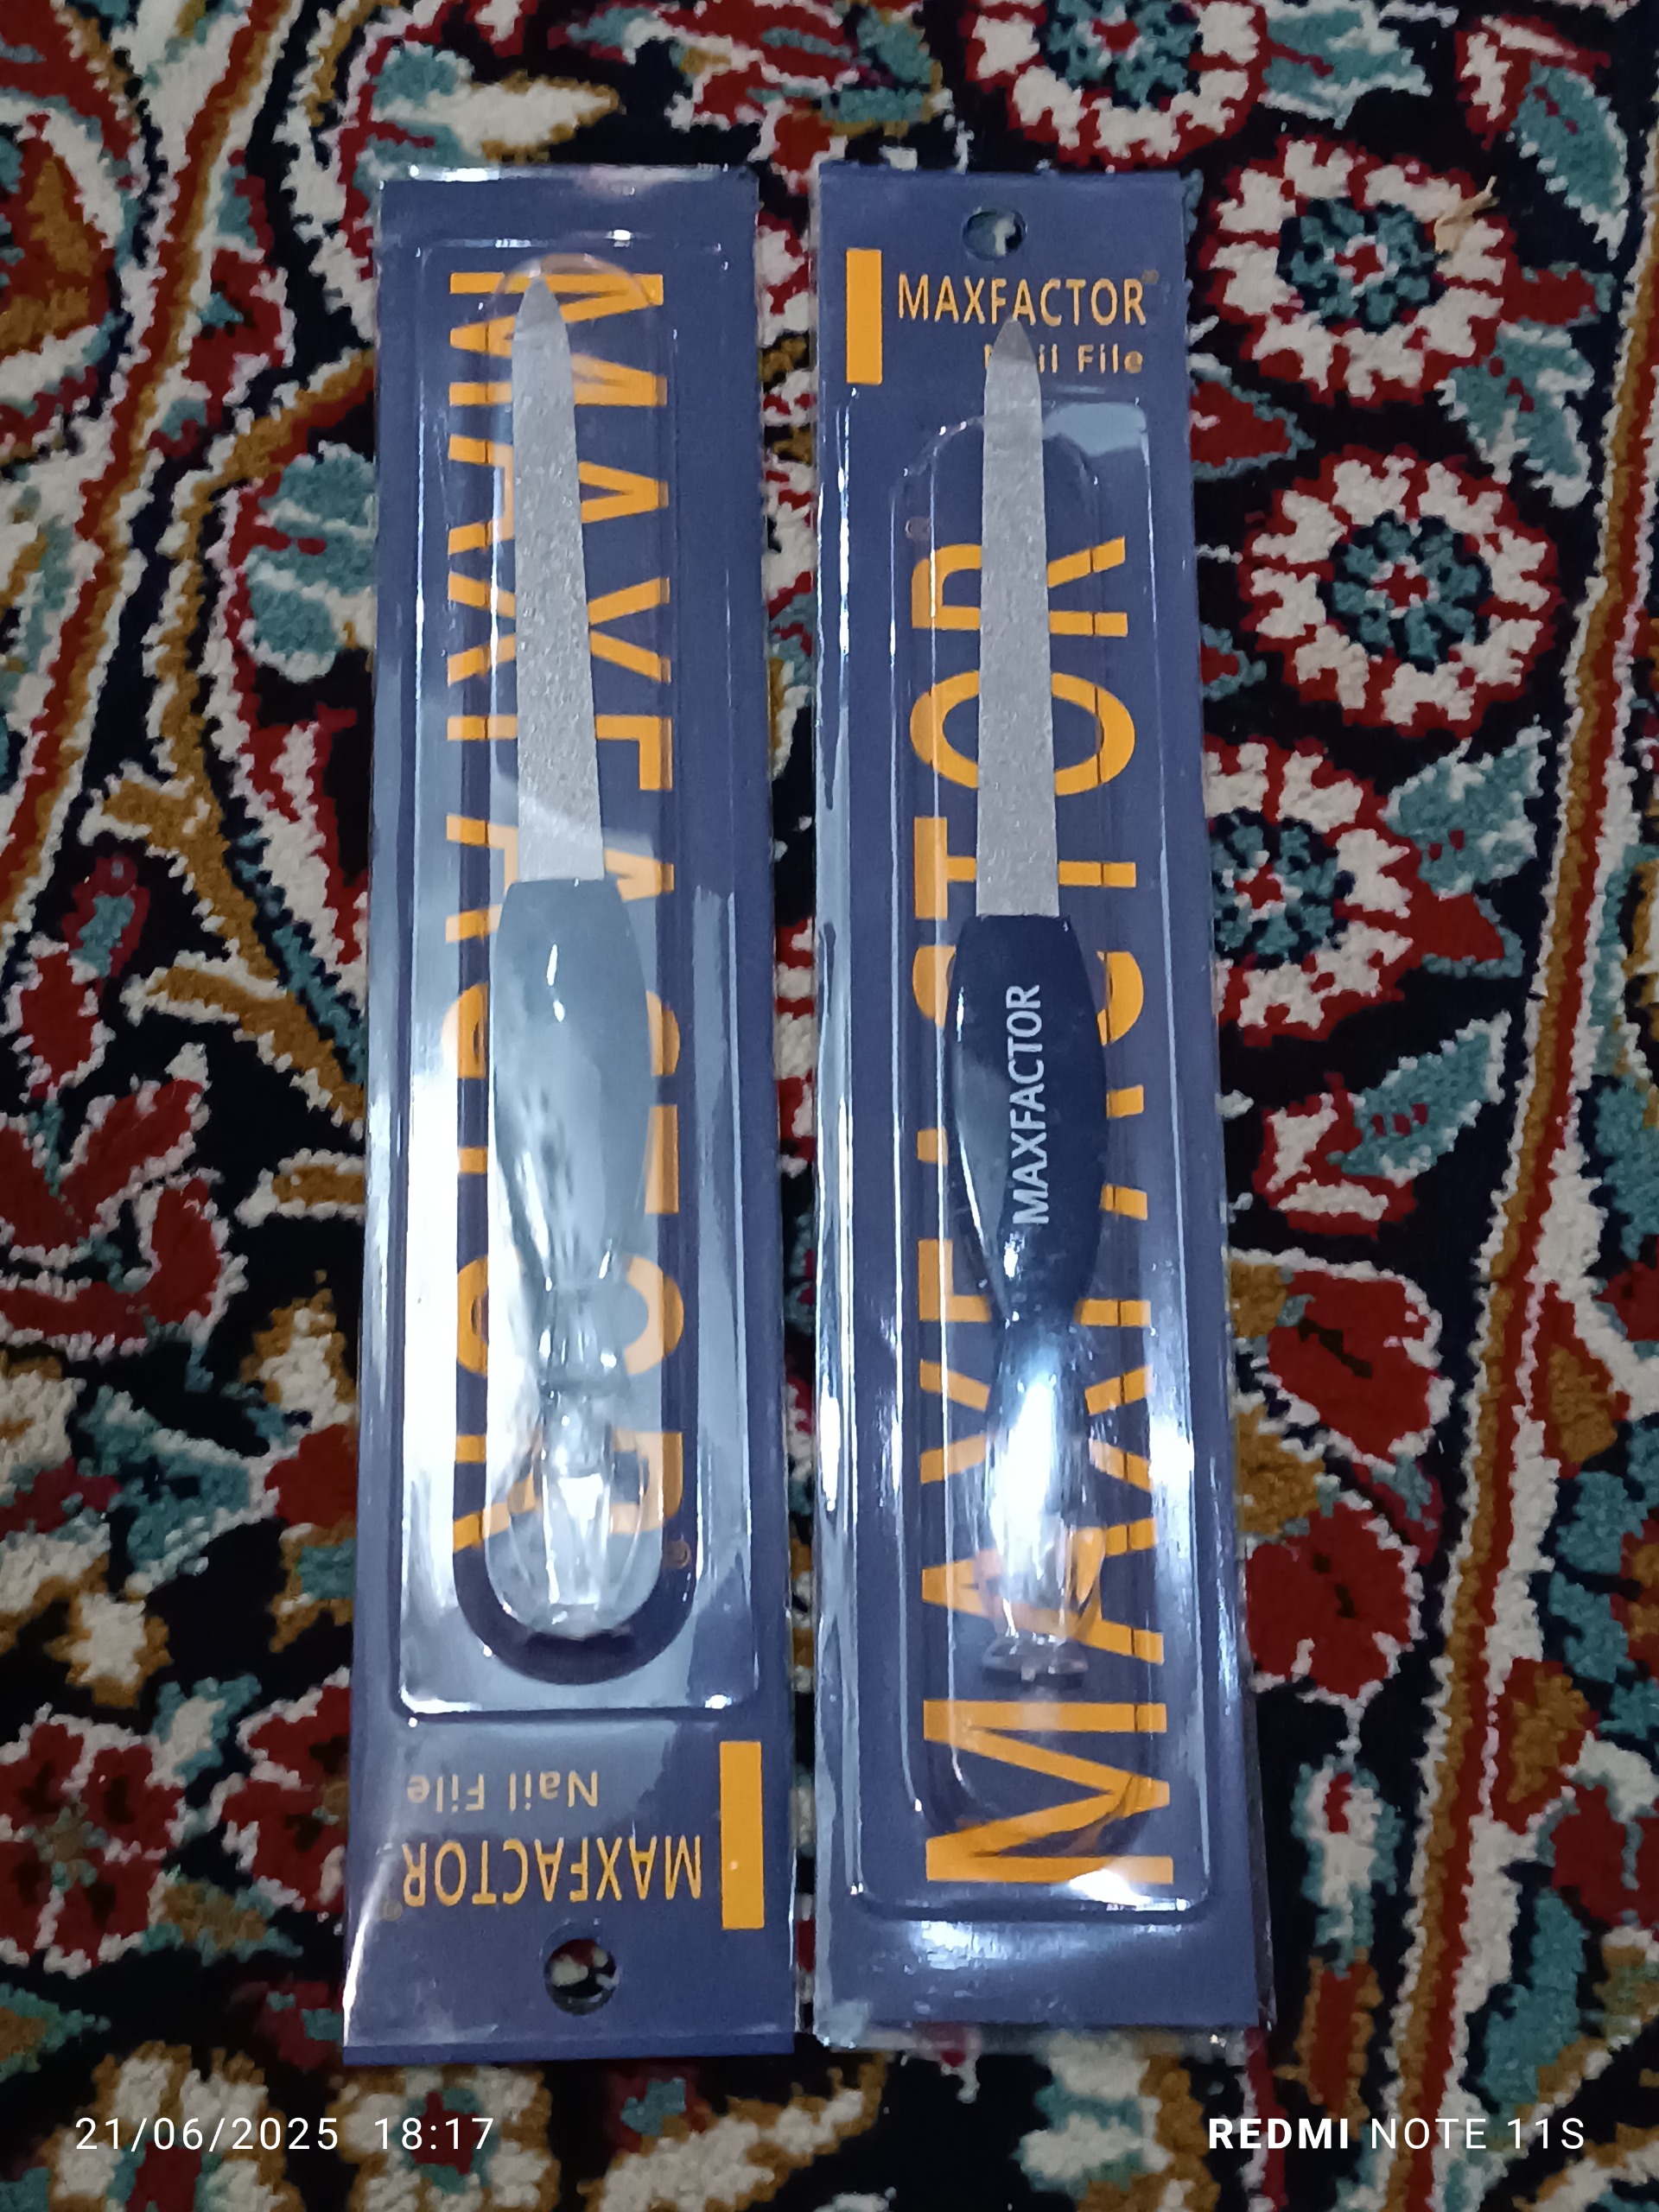 MAXFACTOR®
MAXFACTOR®
Nail File
MAXFACTOR®
Nail File
MAXFACTOR®
MAXFACTOR
21/06/2025 18:17
REDMI NOTE 11S